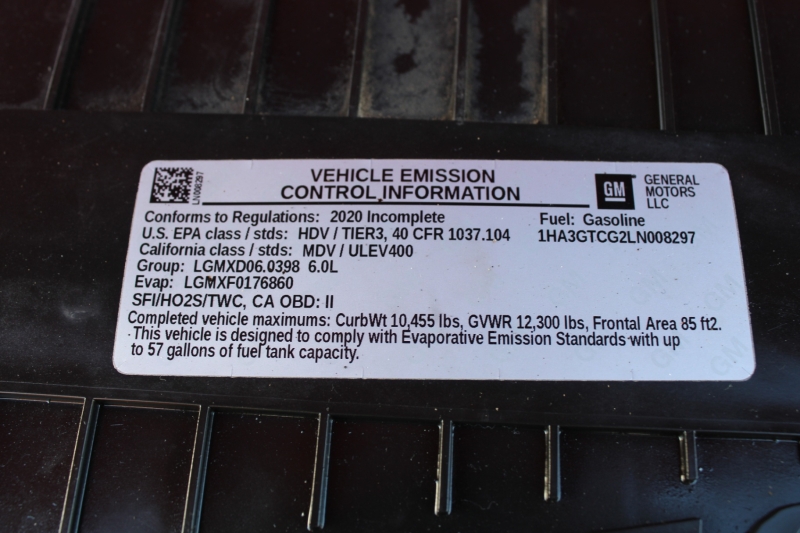 LN008297
VEHICLE EMISSION
CONTROL INFORMATION
GM
GENERAL
MOTORS
LLC
Conforms to Regulations: 2020 Incomplete
Fuel: Gasoline
U.S. EPA class / stds: HDV / TIER3, 40 CFR 1037.104
1HA3GTCG2LN008297
California class / stds: MDV / ULEV400
Group: LGMXD06.0398 6.0L
Evap: LGMXF0176860
SFI/HO2S/TWC, CA OBD: II
Completed vehicle maximums: CurbWt 10,455 lbs, GVWR 12,300 lbs, Frontal Area 85 ft2.
This vehicle is designed to comply with Evaporative Emission Standards with up
to 57 gallons of fuel tank capacity.